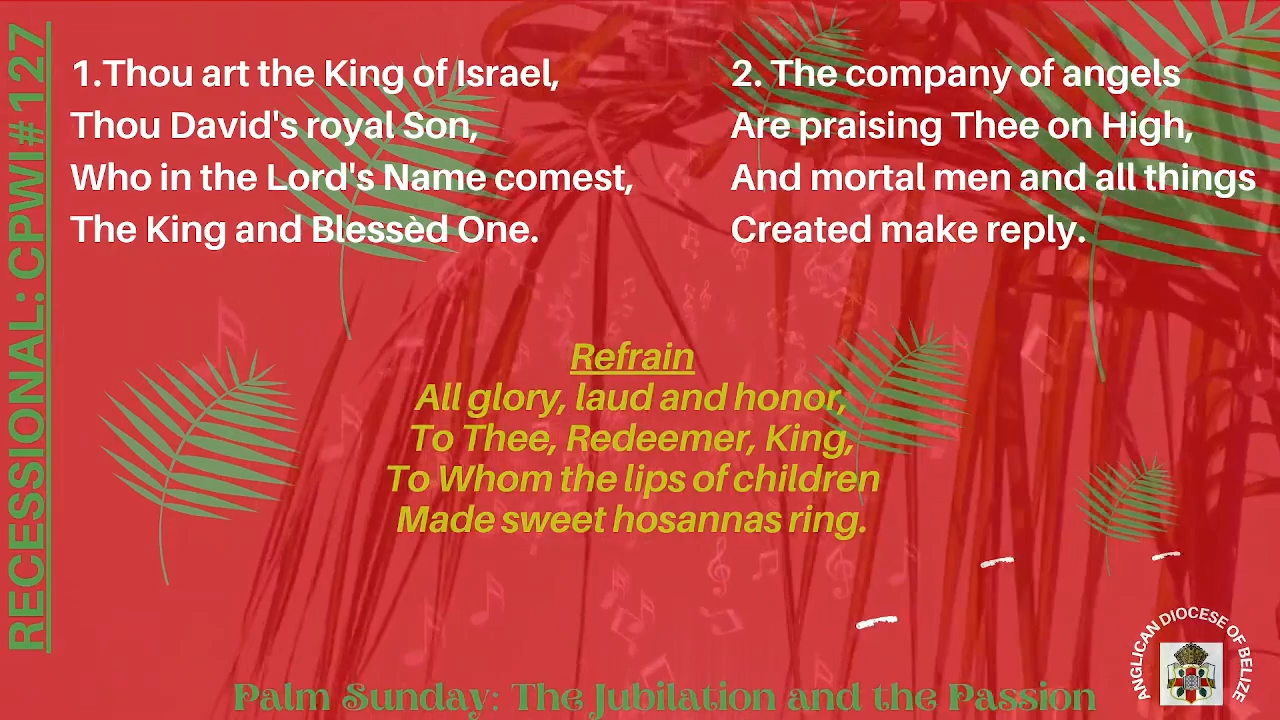 RECESSIONAL: CPWI# 127
1.Thou art the King of Israel,
Thou David's royal Son,
Who in the Lord's Name comest,
The King and Blessèd One.
2. The company of angels
Are praising Thee on High,
And mortal men and all things
Created make reply.
Refrain
All glory, laud and honor,
To Thee, Redeemer, King,
To Whom the lips of children
Made sweet hosannas ring.
Palm Sunday: The Jubilation and the Passion
ANGLICAN DIOCESE OF BELIZE